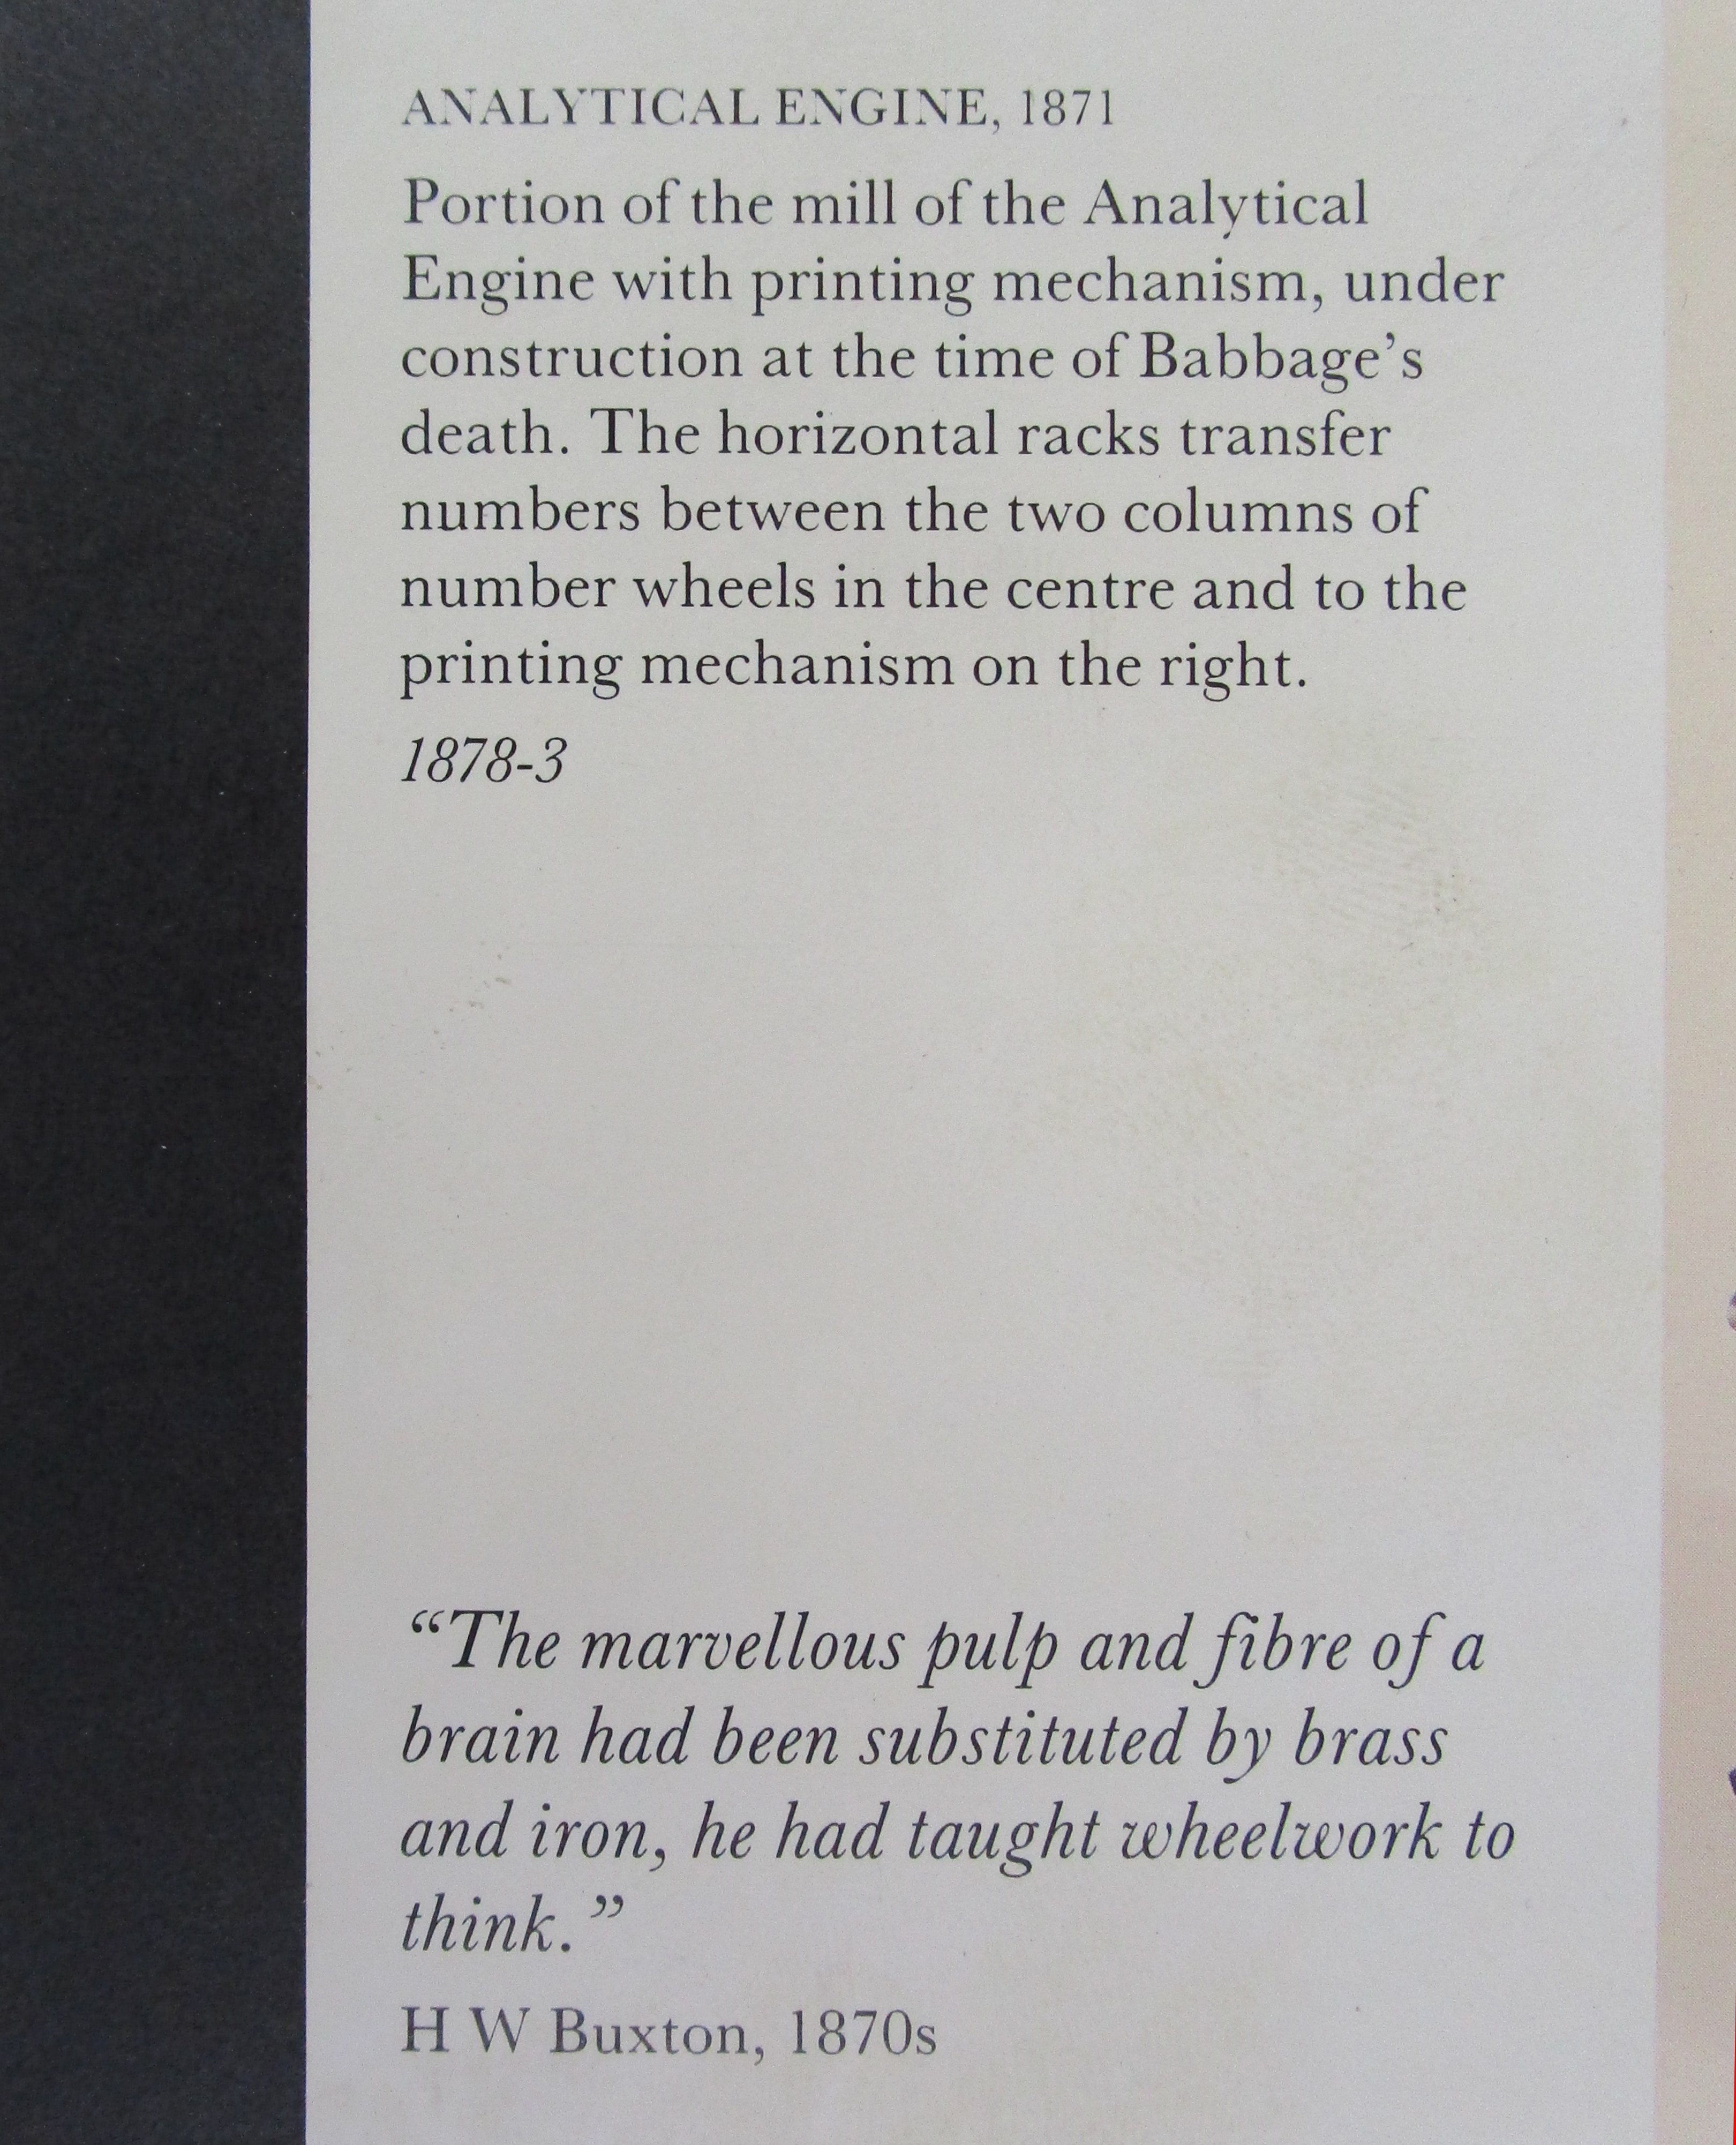 ANALYTICAL ENGINE, 1871
Portion of the mill of the Analytical
Engine with printing mechanism, under
construction at the time of Babbage’s
death. The horizontal racks transfer
numbers between the two columns of
number wheels in the centre and to the
printing mechanism on the right.
1878-3
“The marvellous pulp and fibre of a
brain had been substituted by brass
and iron, he had taught wheelwork to
think.”
H W Buxton, 1870s